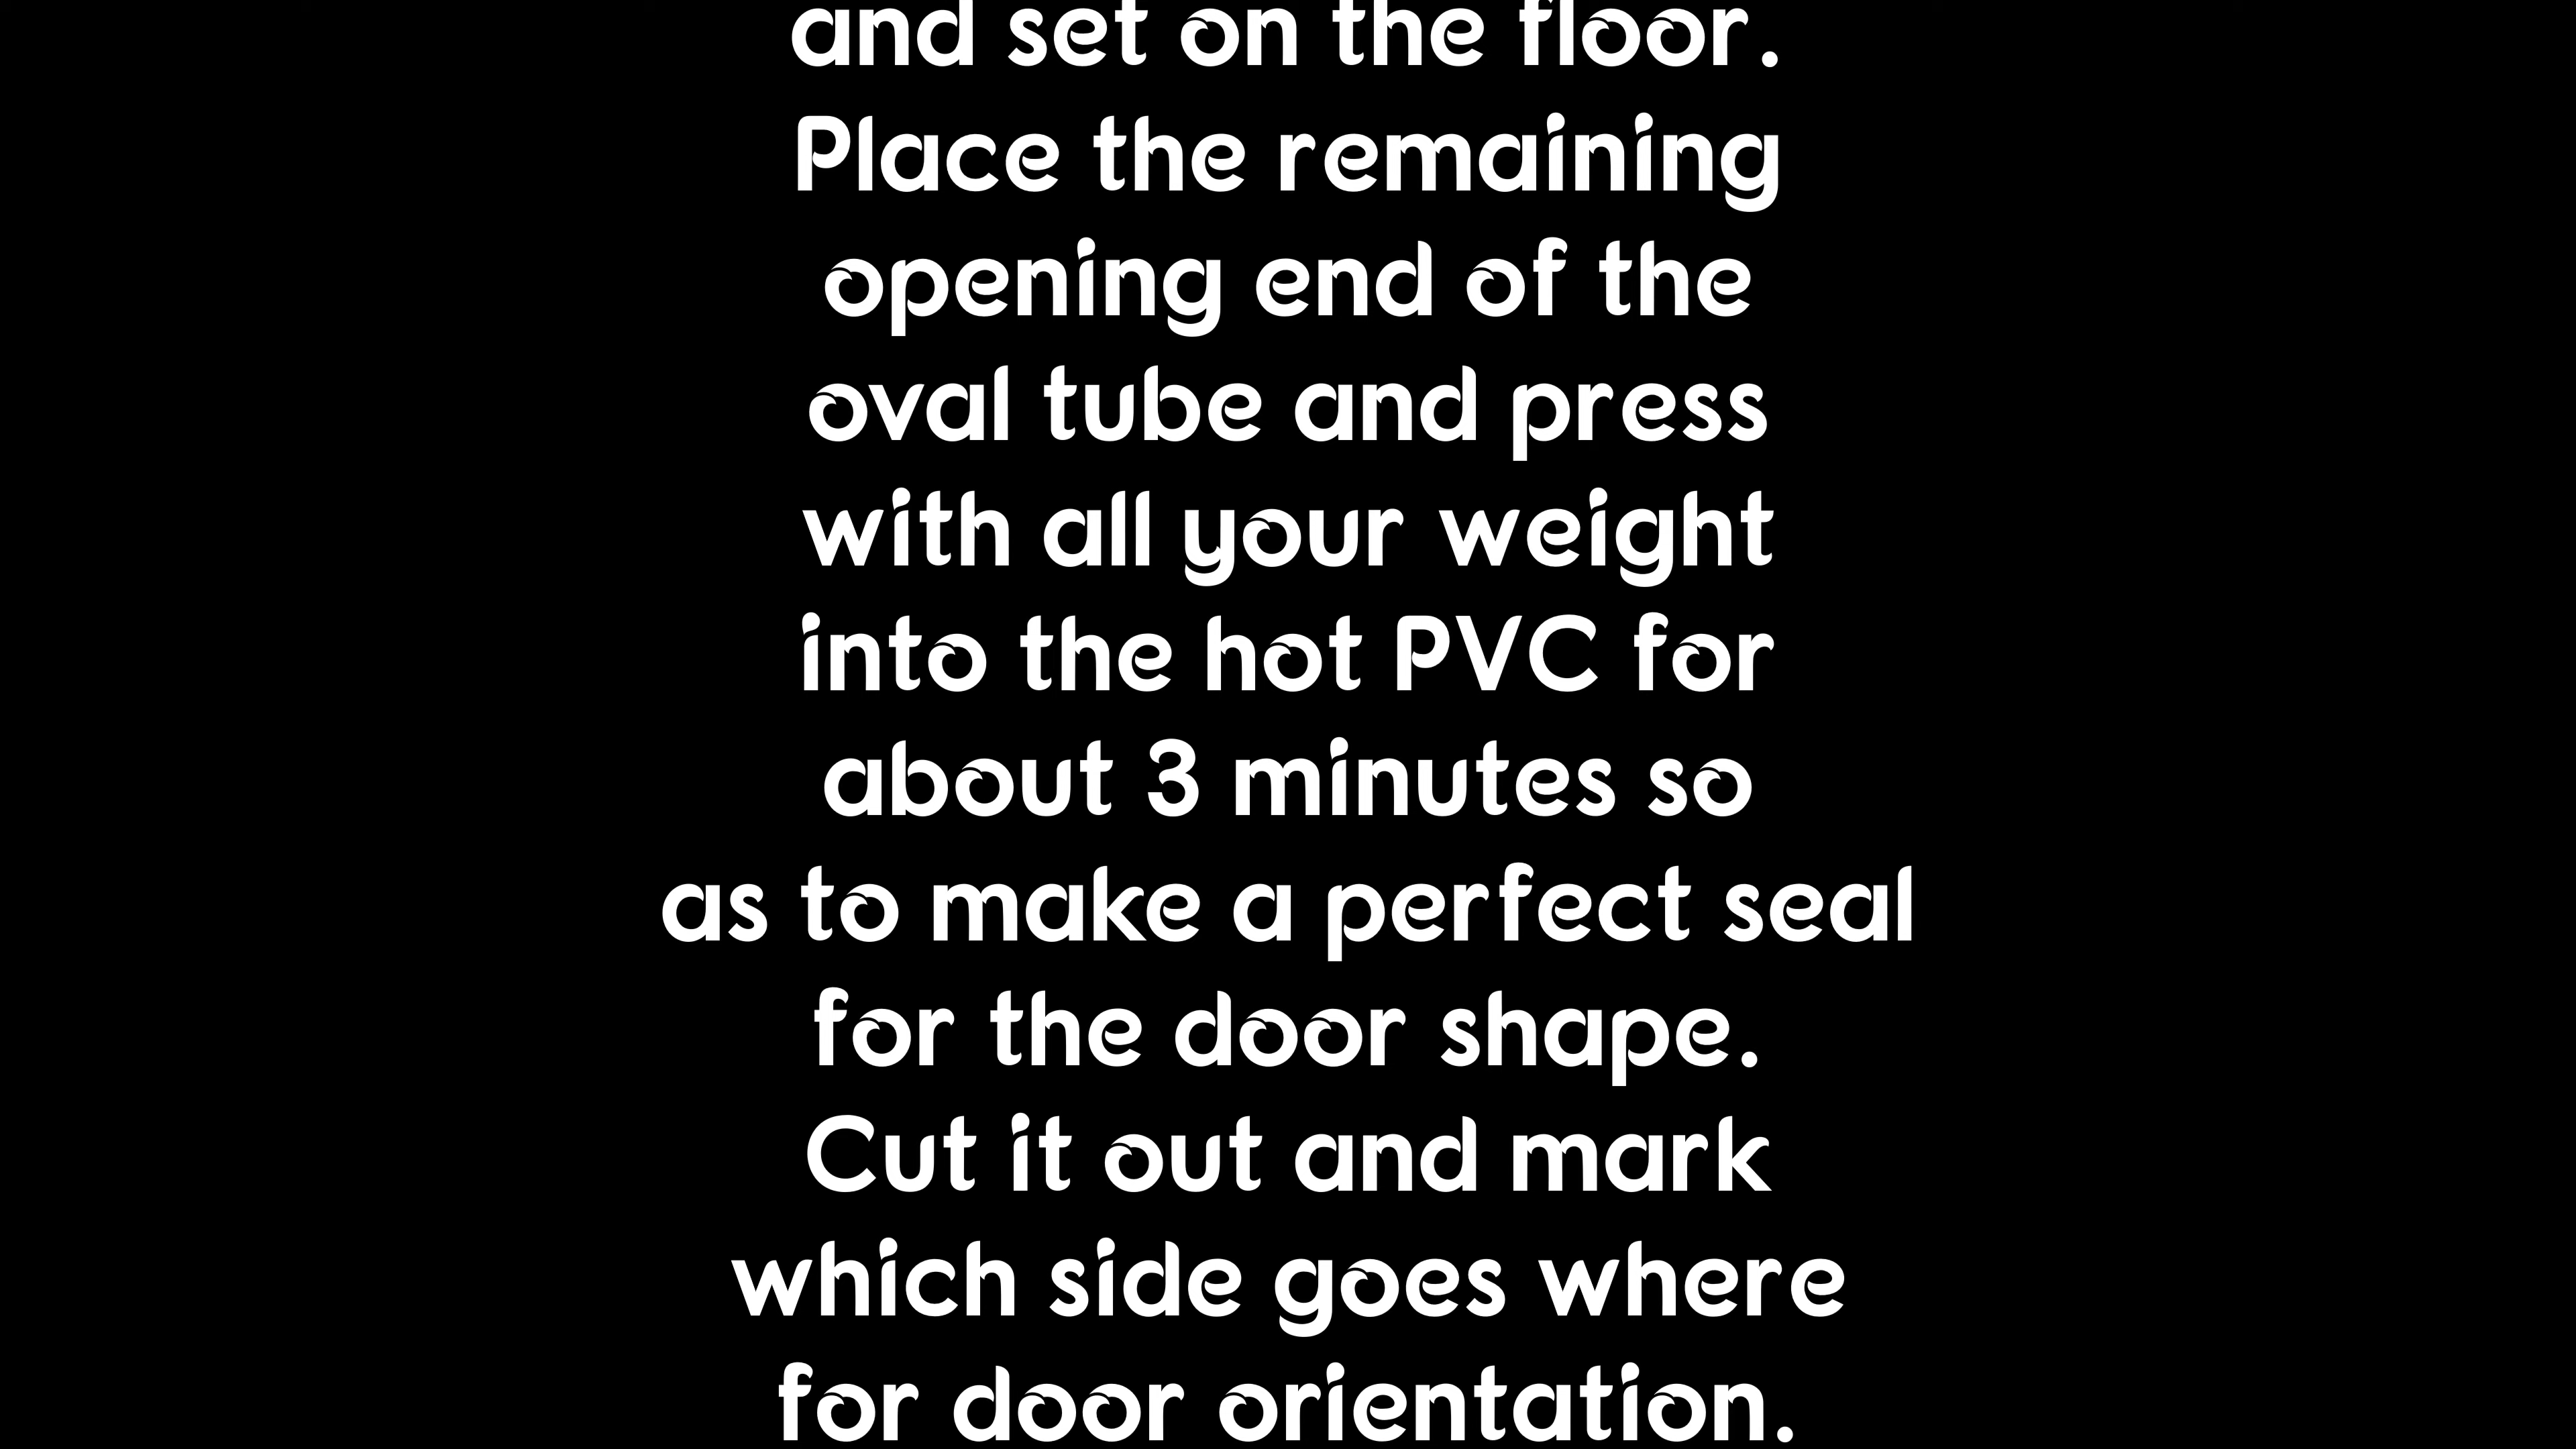 and set on the floor.
Place the remaining
opening end of the
oval tube and press
with all your weight
into the hot PVC for
about 3 minutes so
as to make a perfect seal
for the door shape.
Cut it out and mark
which side goes where
for door orientation.